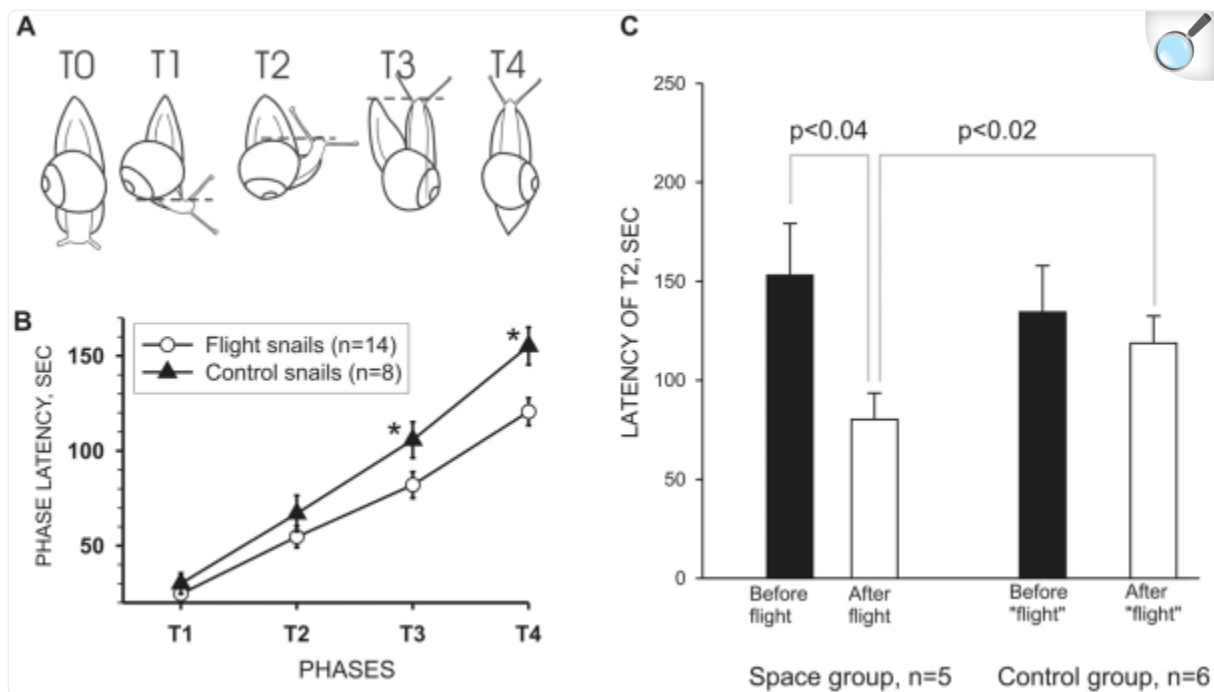 A
T0 T1 T2 T3 T4
B
Flight snails (n=14)
Control snails (n=8)
PHASE LATENCY, SEC
150
100
50
*
*
T1 T2 T3 T4
PHASES
C
LATENCY OF T2, SEC
250
200
150
100
50
0
p<0.04
p<0.02
Before
flight
After
flight
Before
"flight"
After
"flight"
Space group, n=5
Control group, n=6